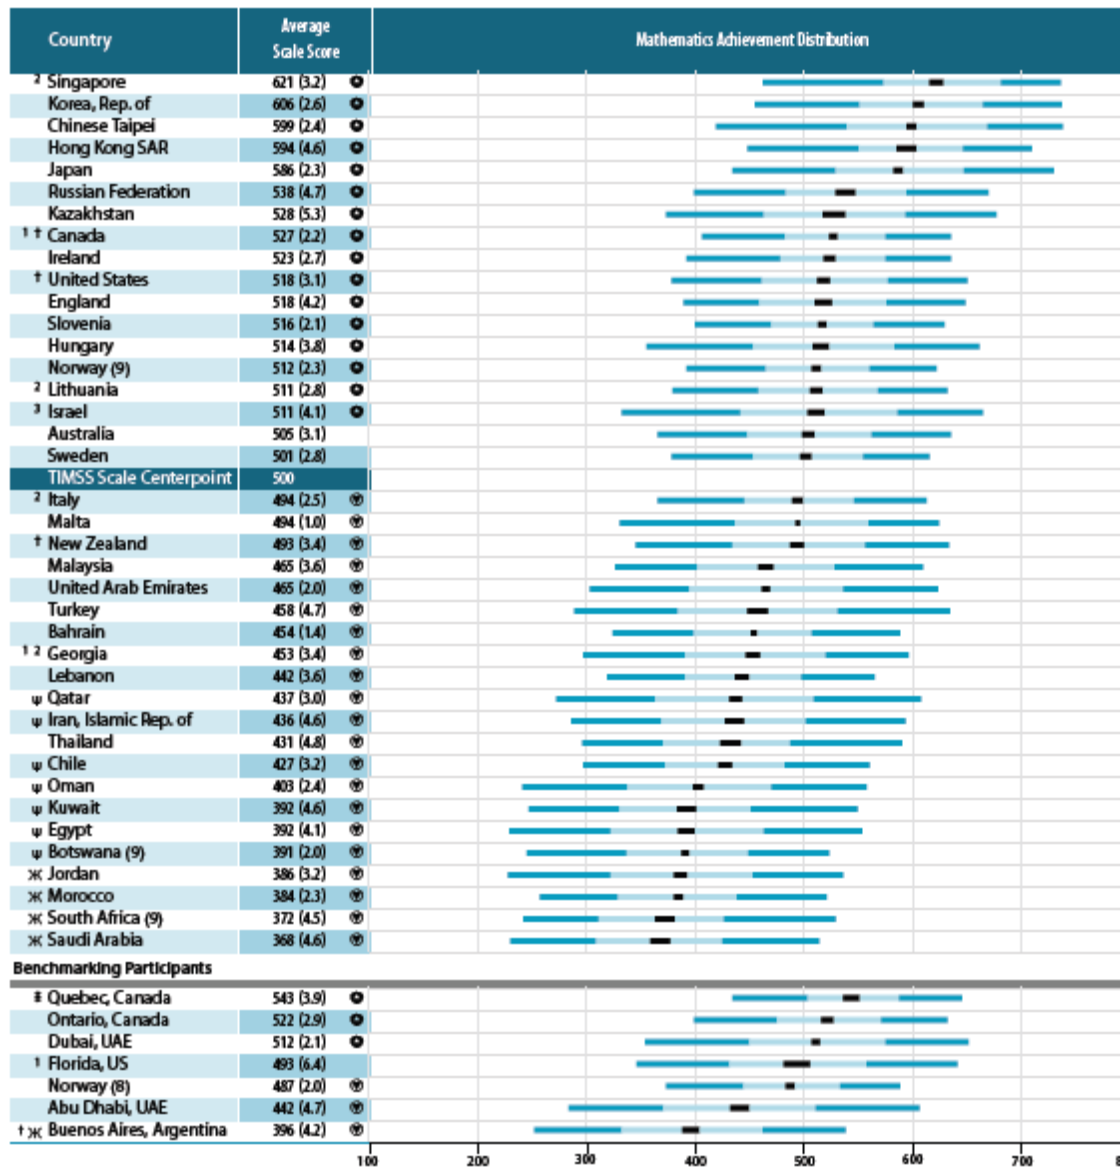 Country Average Scale Score Mathematics Achievement Distribution
2 Singapore 621 (3.2)
Korea, Rep. of 606 (2.6)
Chinese Taipei 599 (2.4)
Hong Kong SAR 594 (4.6)
Japan 586 (2.3)
Russian Federation 538 (4.7)
Kazakhstan 528 (5.3)
1 † Canada 527 (2.2)
Ireland 523 (2.7)
† United States 518 (3.1)
England 518 (4.2)
Slovenia 516 (2.1)
Hungary 514 (3.8)
Norway (9) 512 (2.3)
2 Lithuania 511 (2.8)
3 Israel 511 (4.1)
Australia 505 (3.1)
Sweden 501 (2.8)
TIMSS Scale Centerpoint 500
2 Italy 494 (2.5)
Malta 494 (1.0)
† New Zealand 493 (3.4)
Malaysia 465 (3.6)
United Arab Emirates 465 (2.0)
Turkey 458 (4.7)
Bahrain 454 (1.4)
1 2 Georgia 453 (3.4)
Lebanon 442 (3.6)
ψ Qatar 437 (3.0)
ψ Iran, Islamic Rep. of 436 (4.6)
Thailand 431 (4.8)
ψ Chile 427 (3.2)
ψ Oman 403 (2.4)
ψ Kuwait 392 (4.6)
ψ Egypt 392 (4.1)
ψ Botswana (9) 391 (2.0)
Ж Jordan 386 (3.2)
Ж Morocco 384 (2.3)
Ж South Africa (9) 372 (4.5)
Ж Saudi Arabia 368 (4.6)
Benchmarking Participants
‡ Quebec, Canada 543 (3.9)
Ontario, Canada 522 (2.9)
Dubai, UAE 512 (2.1)
1 Florida, US 493 (6.4)
Norway (8) 487 (2.0)
Abu Dhabi, UAE 442 (4.7)
† Ж Buenos Aires, Argentina 396 (4.2)
100 200 300 400 500 600 700